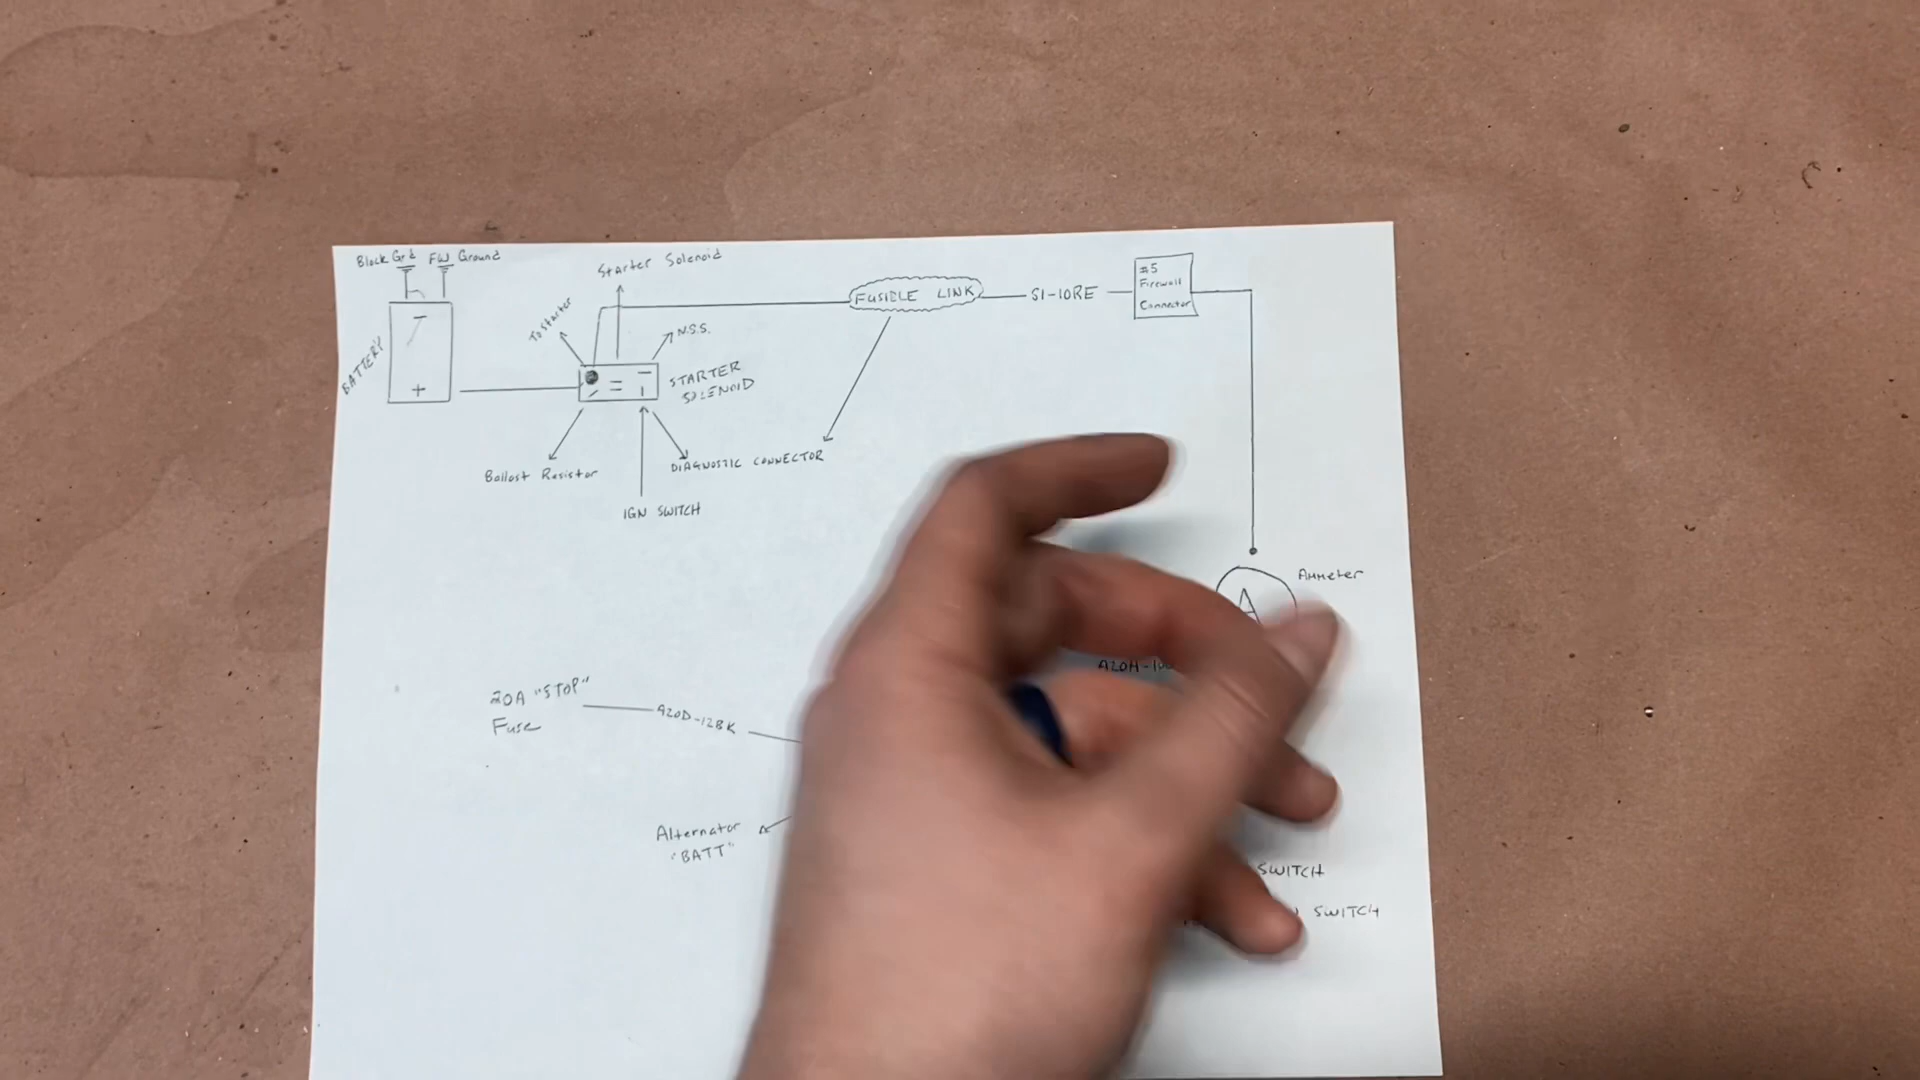 Block Grd FW Ground
Starter Solenoid
#5
Firewall
Connector
FUSIBLE LINK
S1-10RE
To Starter
N.S.S.
BATTERY
-
+
STARTER
SOLENOID
Ballast Resistor
DIAGNOSTIC CONNECTOR
IGN SWITCH
Ammeter
A
20A "STOP"
Fuse
A20D-12BK
Alternator
"BATT"
SWITCH
SWITCH